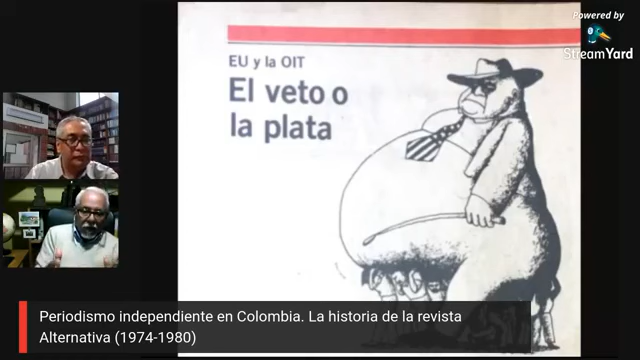 Powered by
StreamYard
EU y la OIT
El veto o
la plata
Periodismo independiente en Colombia. La historia de la revista
Alternativa (1974-1980)